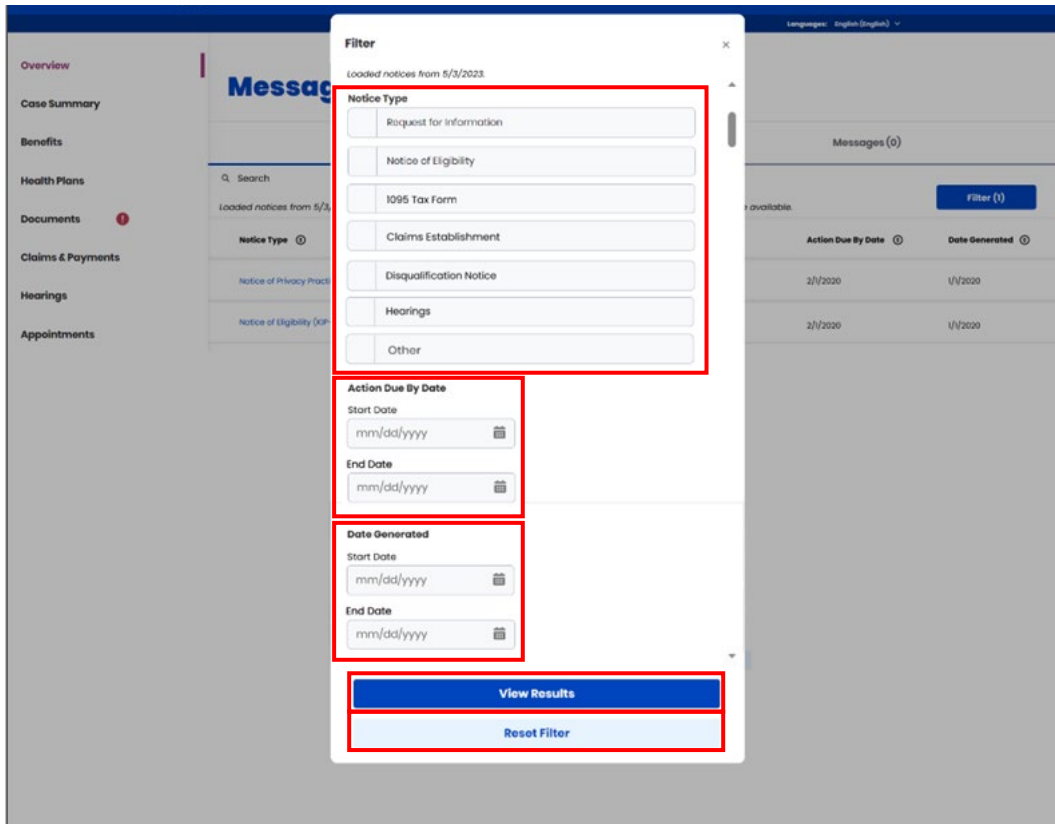 Languages: English (English)
Filter
×
Overview
Loaded notices from 5/3/2023.
Messag
Case Summary
Notice Type
Request for Information
Benefits
Messages (0)
Notice of Eligibility
Health Plans
Search
1095 Tax Form
Filter (1)
Loaded notices from 5/3,
available.
Documents
Claims Establishment
Notice Type
Action Due By Date
Date Generated
Claims & Payments
Disqualification Notice
Notice of Privacy Practi
2/1/2020
1/1/2020
Hearings
Hearings
Notice of Eligibility (KIP-
2/1/2020
1/1/2020
Appointments
Other
Action Due By Date
Start Date
mm/dd/yyyy
End Date
mm/dd/yyyy
Date Generated
Start Date
mm/dd/yyyy
End Date
mm/dd/yyyy
View Results
Reset Filter